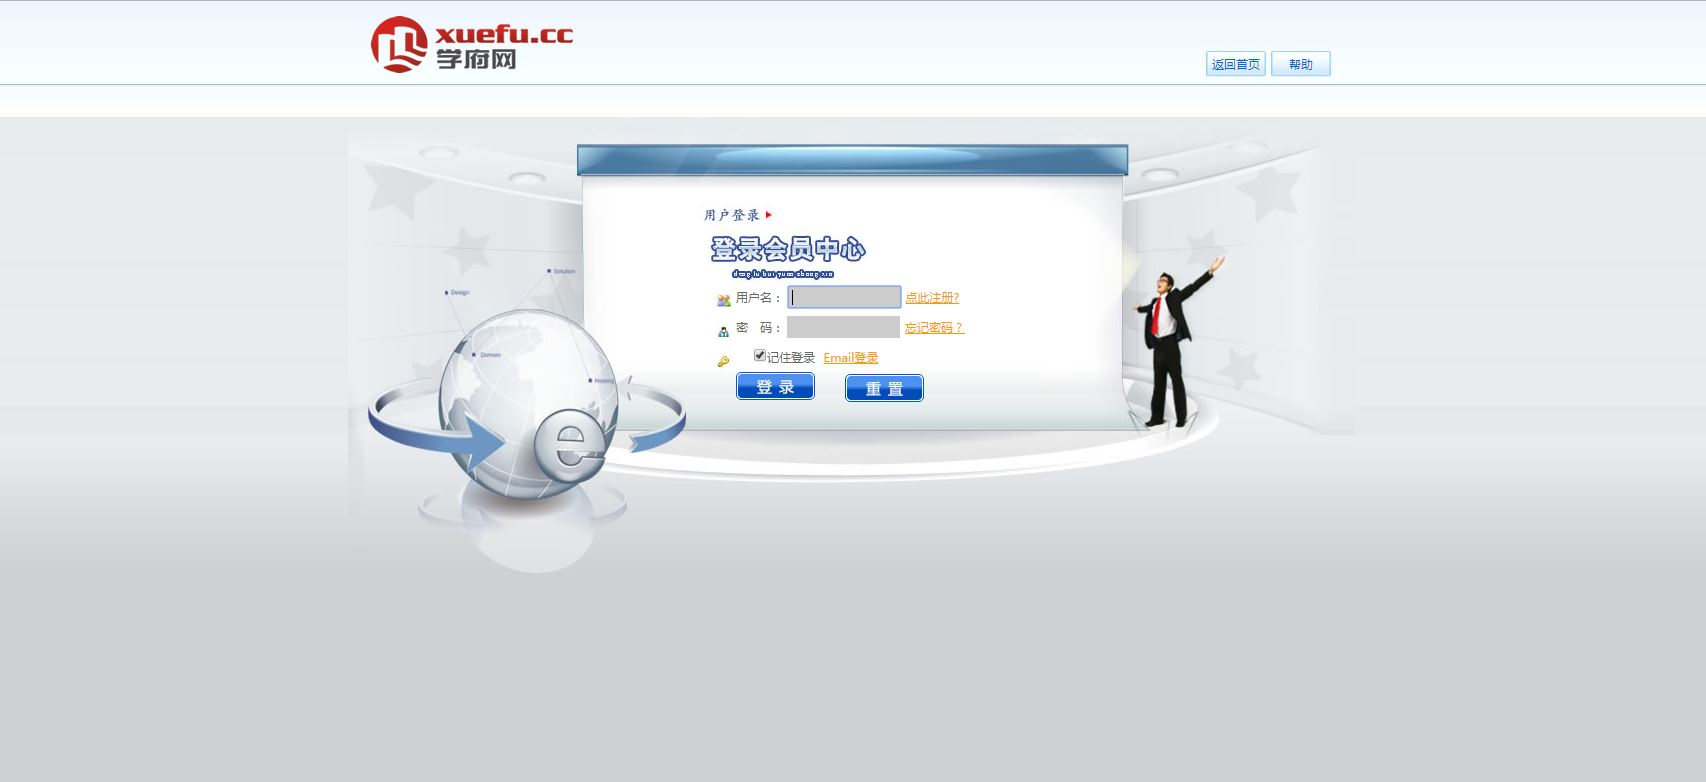 xuefu.cc
学府网
返回首页 帮助
用户登录
登录会员中心
deng lu hui yuan zhong xin
用户名： 点此注册?
密 码： 忘记密码？
记住登录 Email登录
登 录 重 置
Solution
Design
Domain
Hosting
e